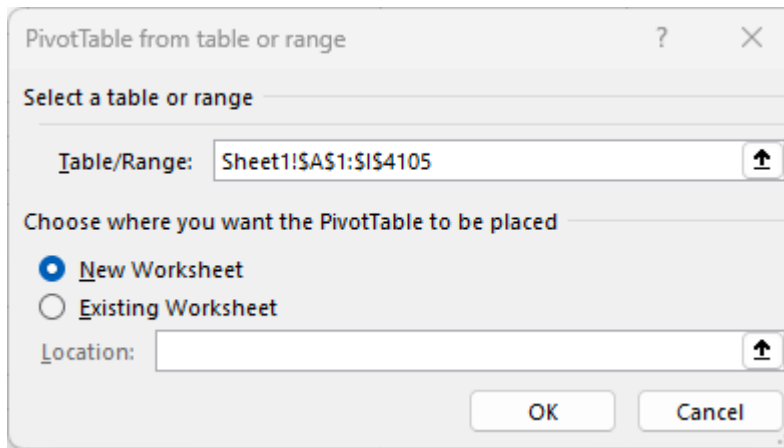 PivotTable from table or range ?
Select a table or range
Table/Range: Sheet1!$A$1:$I$4105
Choose where you want the PivotTable to be placed
New Worksheet
Existing Worksheet
Location:
OK Cancel